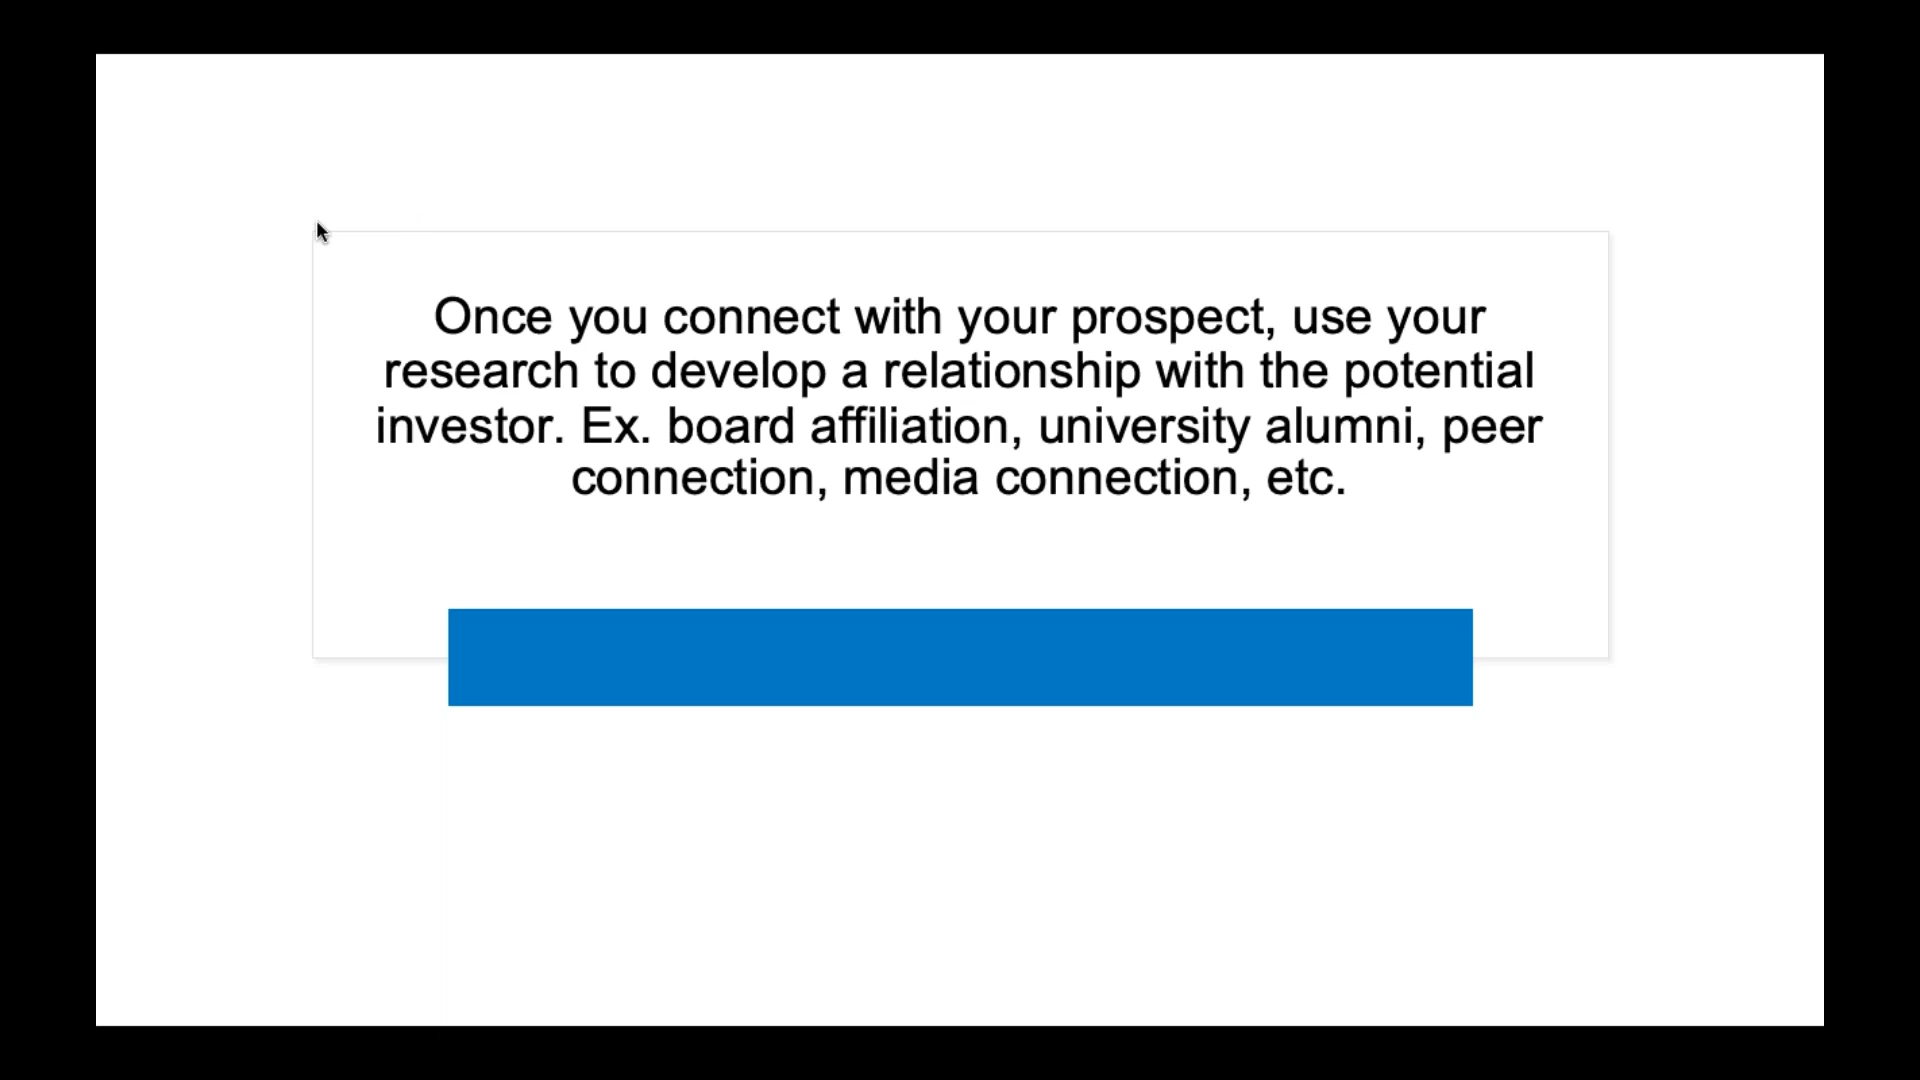 Once you connect with your prospect, use your
research to develop a relationship with the potential
investor. Ex. board affiliation, university alumni, peer
connection, media connection, etc.